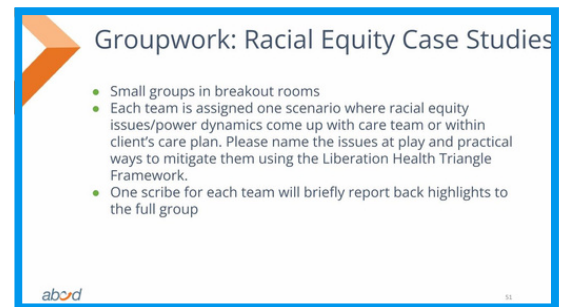 Groupwork: Racial Equity Case Studies
● Small groups in breakout rooms
● Each team is assigned one scenario where racial equity
issues/power dynamics come up with care team or within
client's care plan. Please name the issues at play and practical
ways to mitigate them using the Liberation Health Triangle
Framework.
● One scribe for each team will briefly report back highlights to
the full group
51